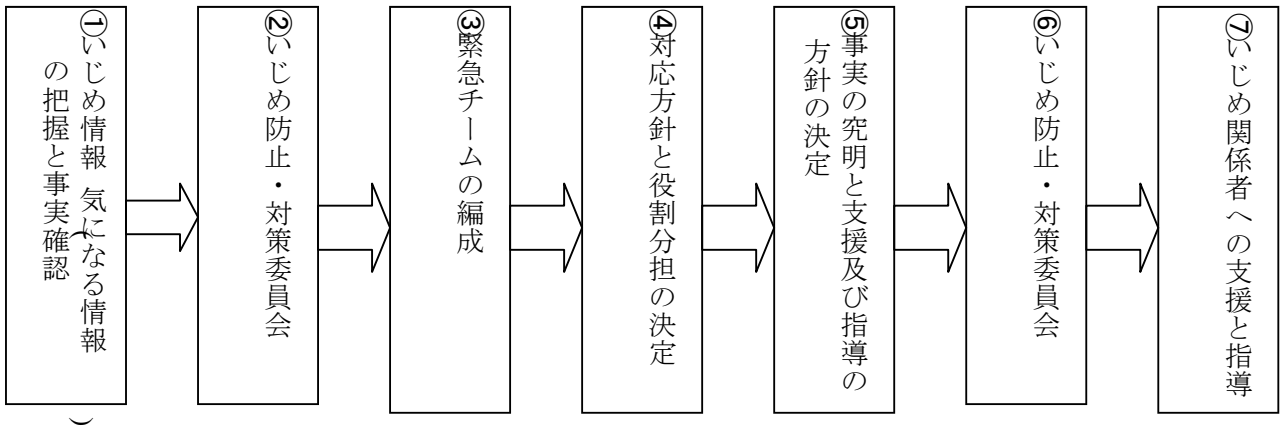 ①いじめ情報(気になる情報)
の把握と事実確認
②いじめ防止・対策委員会
③緊急チームの編成
④対応方針と役割分担の決定
⑤事実の究明と支援及び指導の
方針の決定
⑥いじめ防止・対策委員会
⑦いじめ関係者への支援と指導